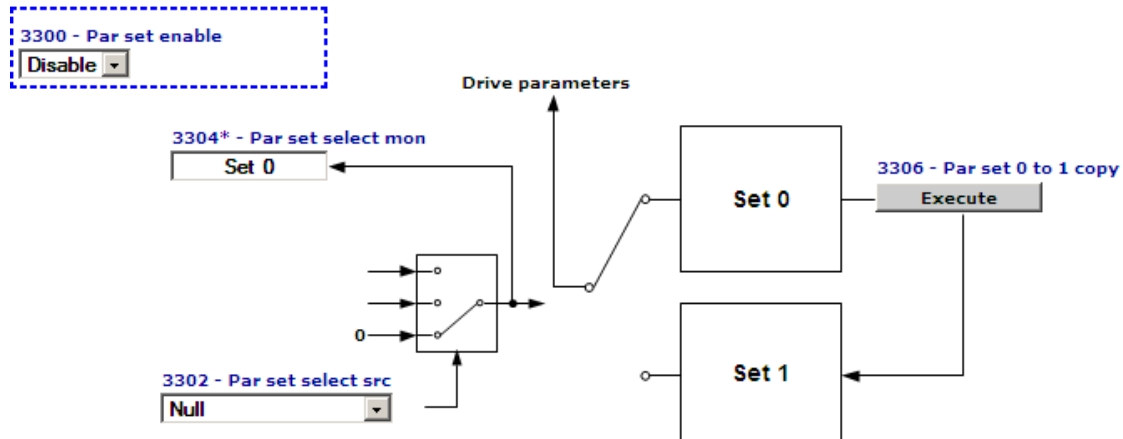 3300 - Par set enable
Disable
Drive parameters
3304* - Par set select mon
Set 0
Set 0
3306 - Par set 0 to 1 copy
Execute
0
Set 1
3302 - Par set select src
Null